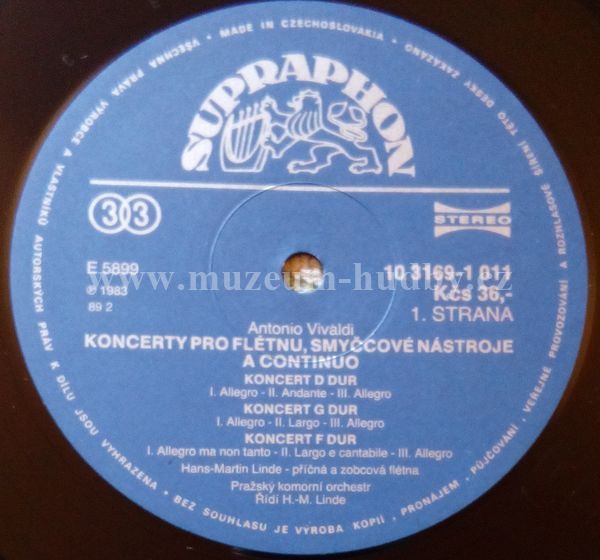 VŠECHNA PRÁVA VÝROBCE A VLASTNÍKŮ AUTORSKÝCH PRÁV K DÍLU JSOU VYHRAZENA • BEZ SOUHLASU JE VÝROBA KOPIÍ, PRONÁJEM, PŮJČOVÁNÍ, VEŘEJNÉ PROVOZOVÁNÍ A ROZHLASOVÉ ŠÍŘENÍ TÉTO DESKY ZAKÁZÁNO • MADE IN CZECHOSLOVAKIA •
SUPRAPHON
33
STEREO
E 5899
10 3169-1 011
℗ 1983
Kčs 36,-
89 2
1. STRANA
www.muzeum-hudby.cz
Antonio Vivaldi
KONCERTY PRO FLÉTNU, SMYČCOVÉ NÁSTROJE
A CONTINUO
KONCERT D DUR
I. Allegro - II. Andante - III. Allegro
KONCERT G DUR
I. Allegro - II. Largo - III. Allegro
KONCERT F DUR
I. Allegro ma non tanto - II. Largo e cantabile - III. Allegro
Hans-Martin Linde - příčná a zobcová flétna
Pražský komorní orchestr
Řídí H.-M. Linde